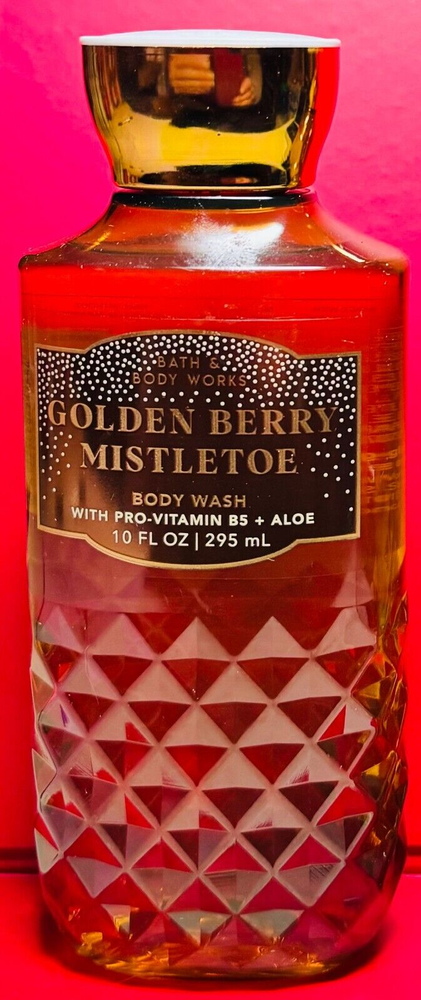 BATH &
BODY WORKS
GOLDEN BERRY
MISTLETOE
BODY WASH
WITH PRO-VITAMIN B5 + ALOE
10 FL OZ | 295 mL